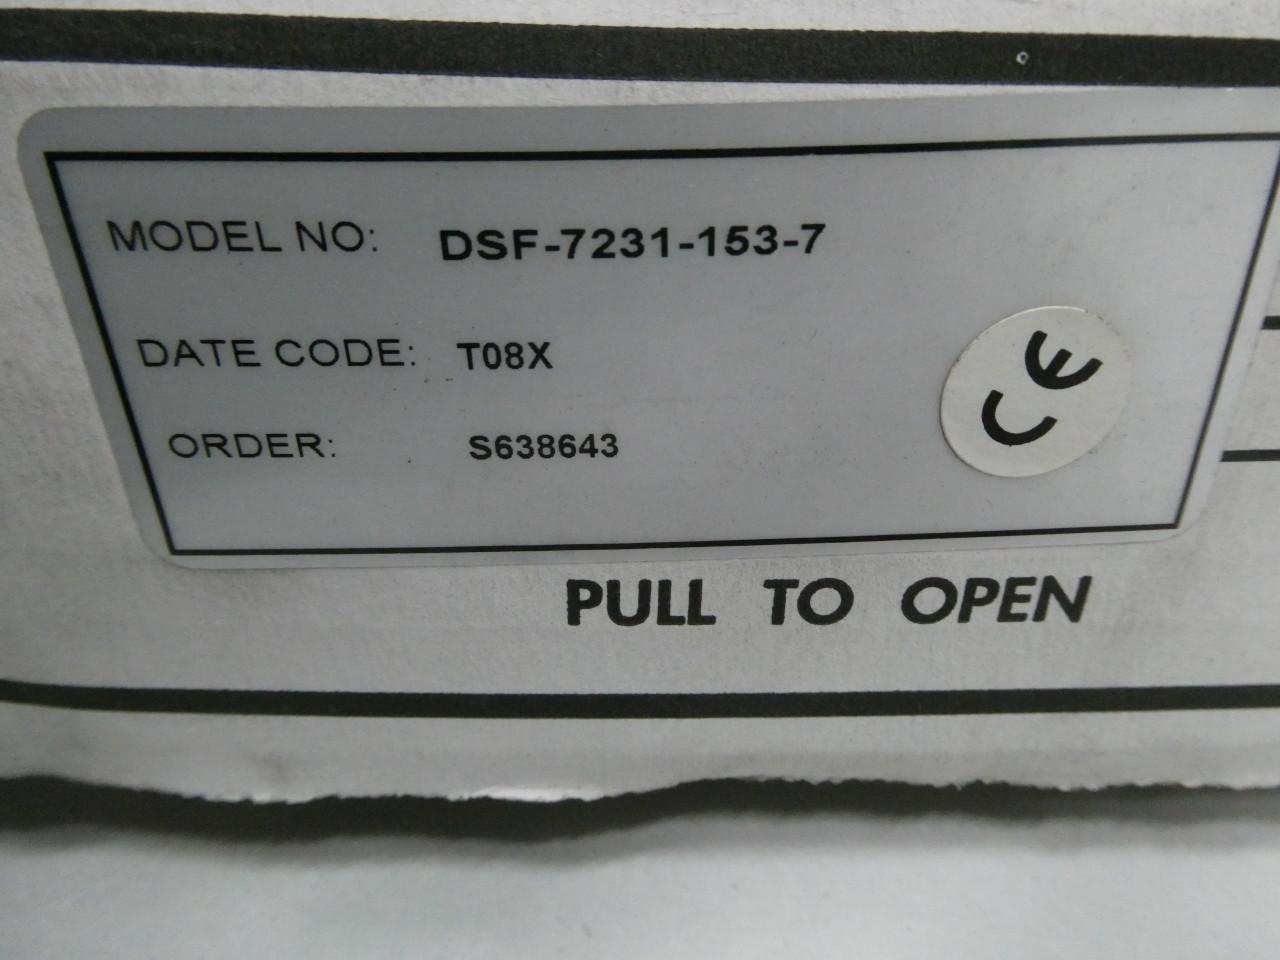 MODEL NO: DSF-7231-153-7
DATE CODE: T08X
ORDER: S638643
CE
PULL TO OPEN